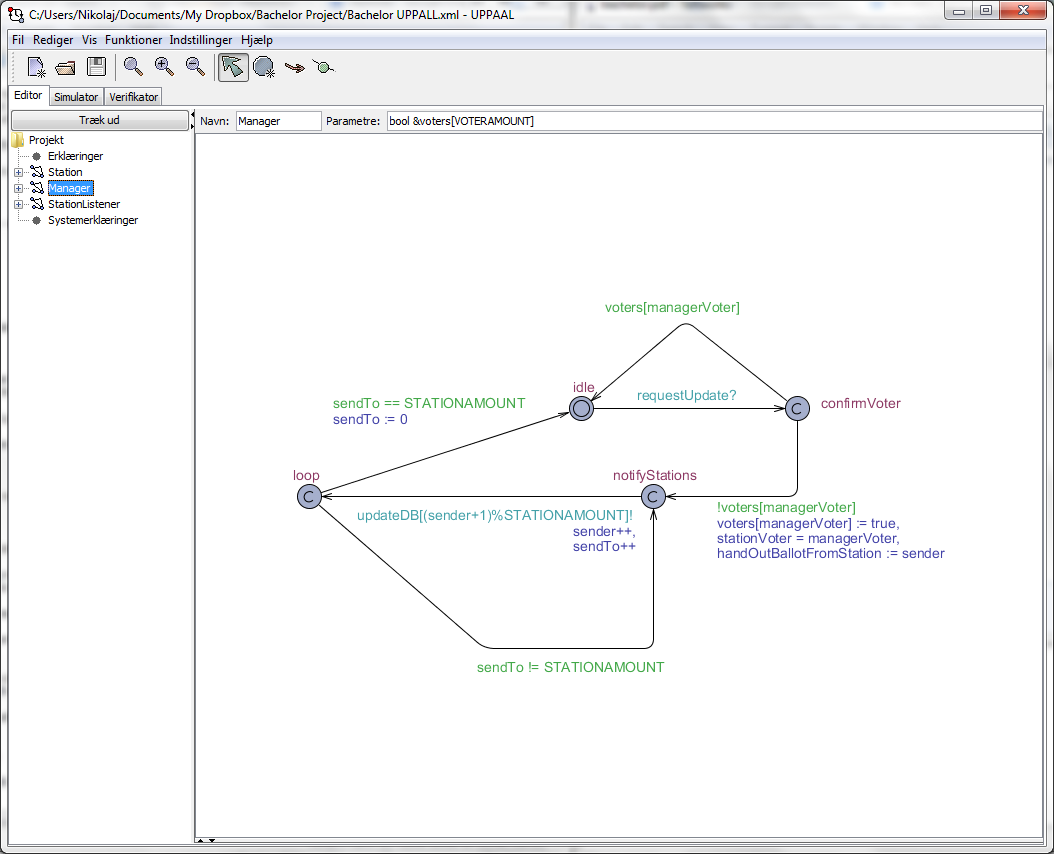 C:/Users/Nikolaj/Documents/My Dropbox/Bachelor Project/Bachelor UPPALL.xml - UPPAAL
Fil Rediger Vis Funktioner Indstillinger Hjælp
Editor Simulator Verifikator
Træk ud
Navn: Manager Parametre: bool &voters[VOTERAMOUNT]
Projekt
Erklæringer
Station
Manager
StationListener
Systemerklæringer
voters[managerVoter]
idle
requestUpdate?
confirmVoter
sendTo == STATIONAMOUNT
sendTo := 0
loop
notifyStations
C
C
C
updateDB[(sender+1)%STATIONAMOUNT]!
sender++,
sendTo++
!voters[managerVoter]
voters[managerVoter] := true,
stationVoter = managerVoter,
handOutBallotFromStation := sender
sendTo != STATIONAMOUNT